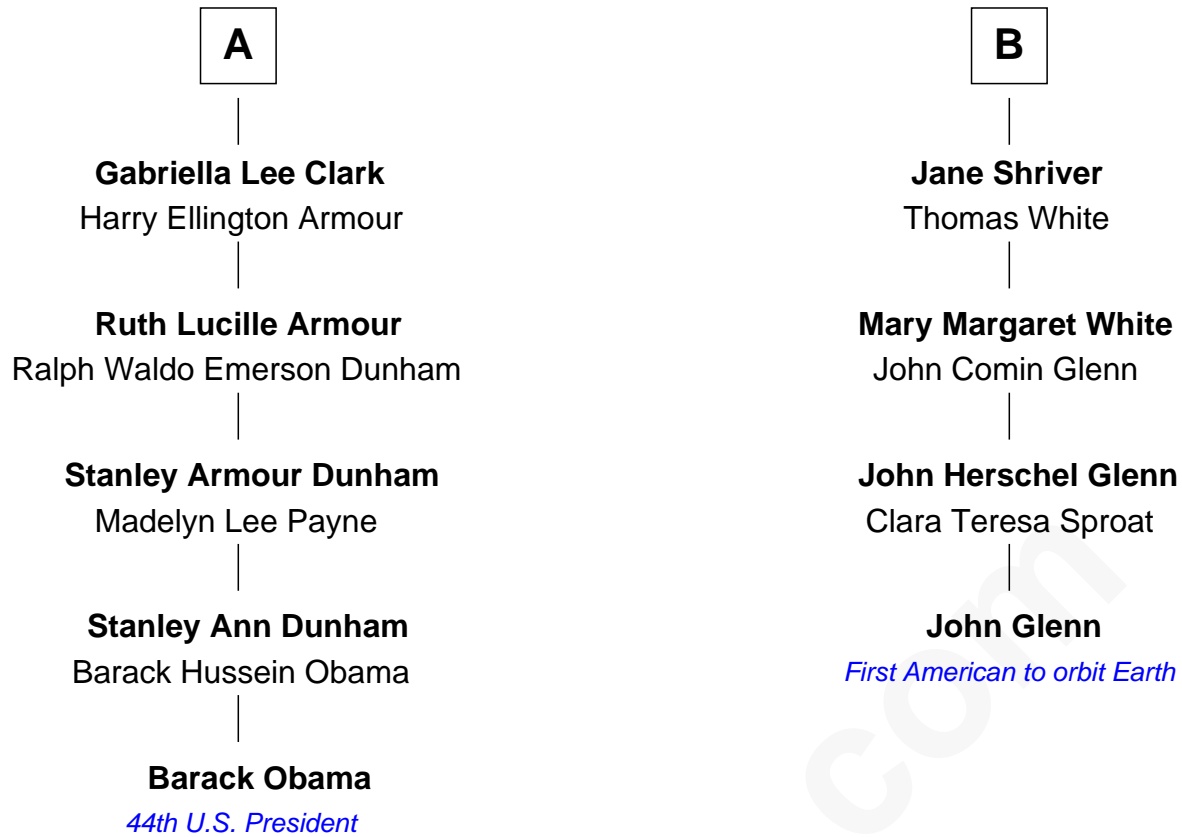 A
Gabriella Lee Clark
Harry Ellington Armour
Ruth Lucille Armour
Ralph Waldo Emerson Dunham
Stanley Armour Dunham
Madelyn Lee Payne
Stanley Ann Dunham
Barack Hussein Obama
Barack Obama
44th U.S. President
B
Jane Shriver
Thomas White
Mary Margaret White
John Comin Glenn
John Herschel Glenn
Clara Teresa Sproat
John Glenn
First American to orbit Earth
com